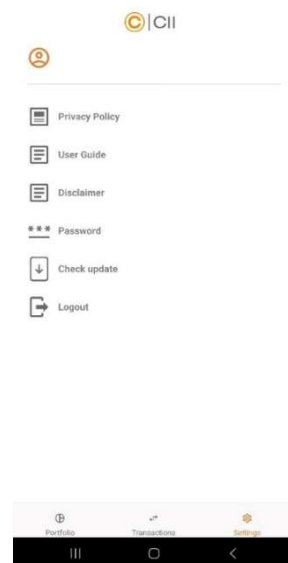 C | CII
Privacy Policy
User Guide
Disclaimer
*** Password
Check update
Logout
Portfolio
Transactions
Settings